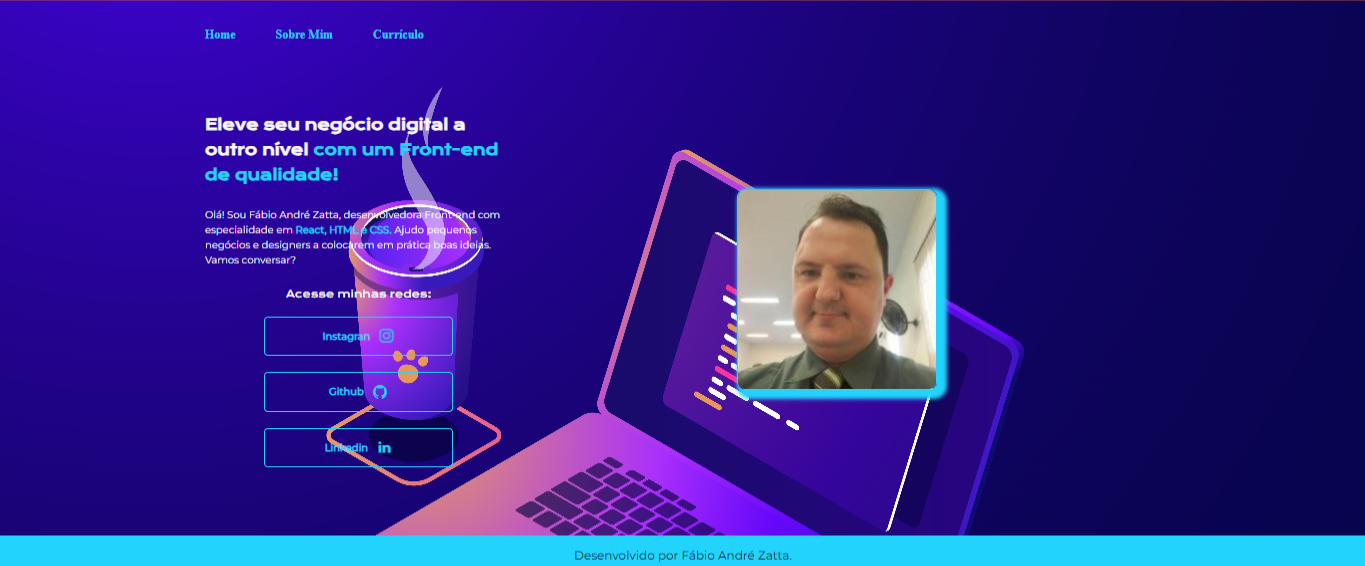 Home Sobre Mim Currículo
Eleve seu negócio digital a
outro nível com um Front-end
de qualidade!
Olá! Sou Fábio André Zatta, desenvolvedora Front-end com
especialidade em React, HTML e CSS. Ajudo pequenos
negócios e designers a colocarem em prática boas ideias.
Vamos conversar?
Acesse minhas redes:
Instagran
Github
Linkedin
Desenvolvido por Fábio André Zatta.